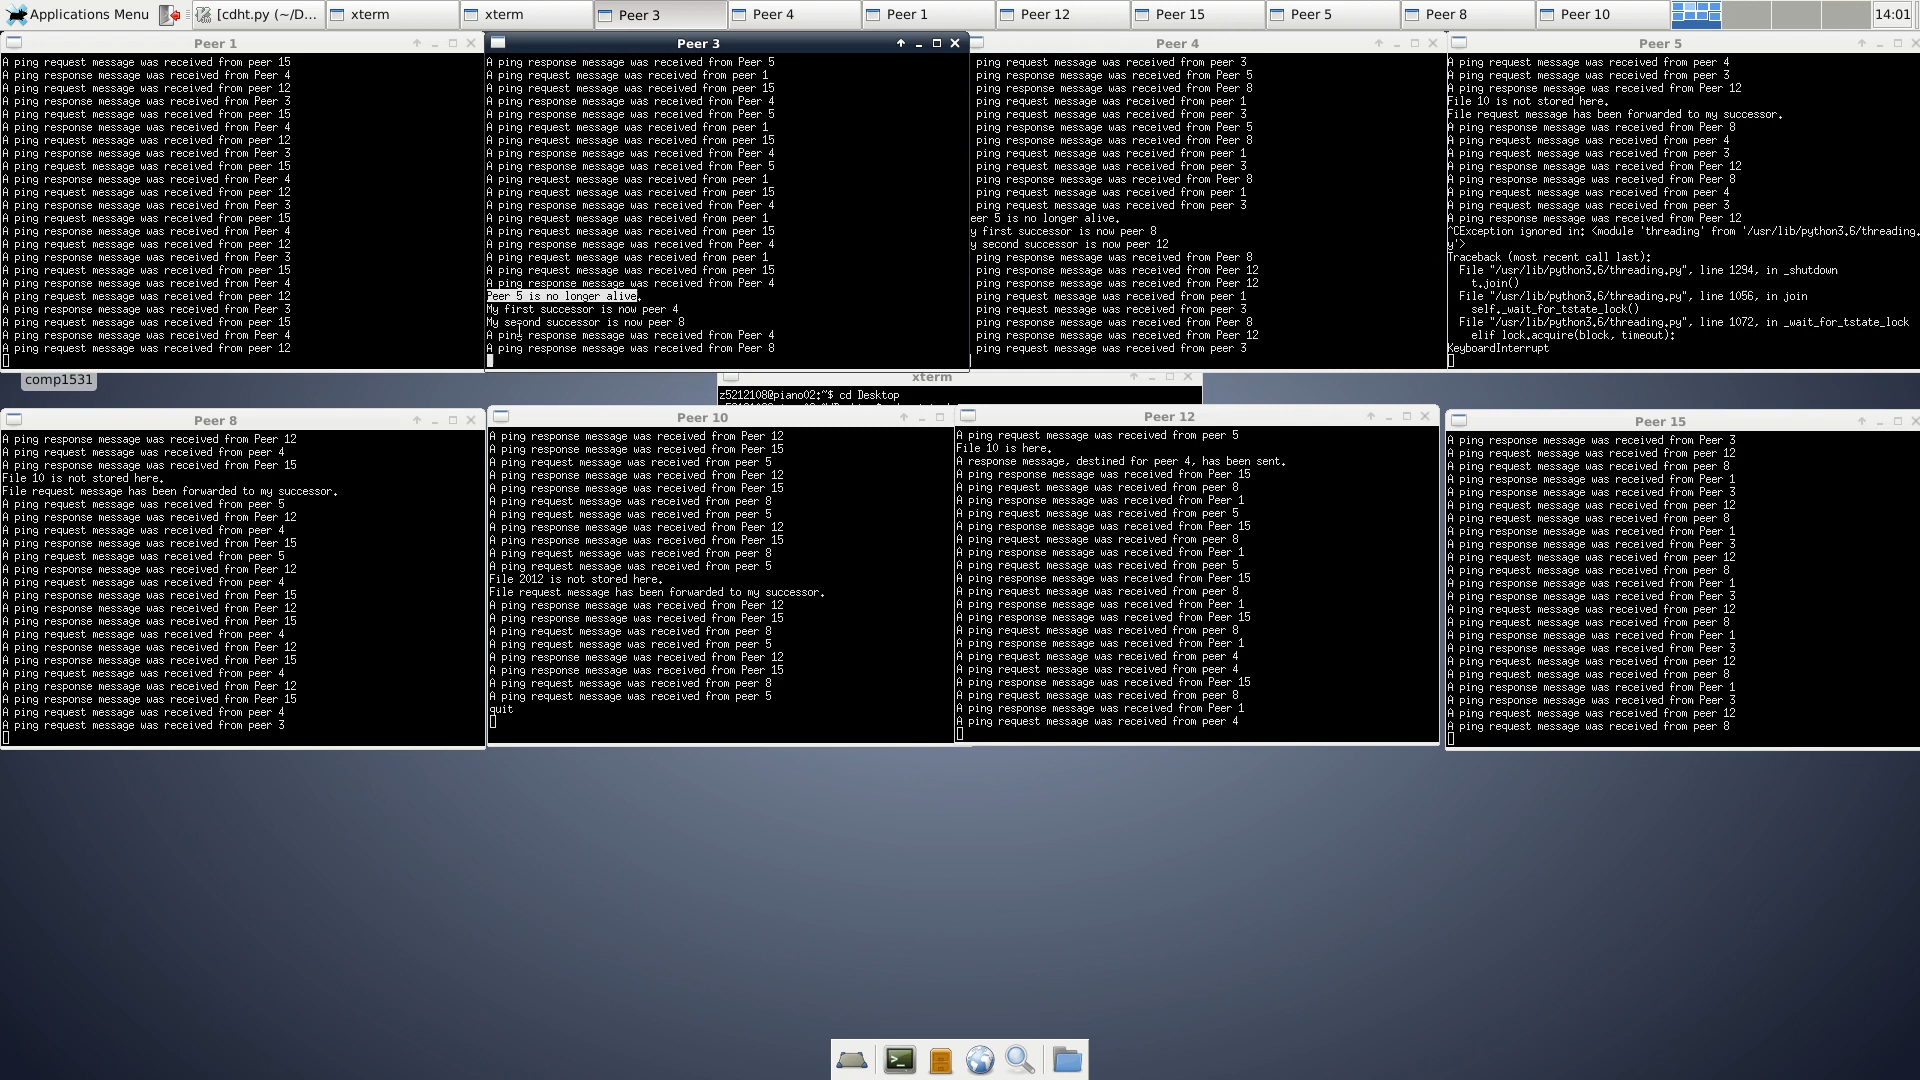 Applications Menu
[cdht.py (~/D...
xterm
xterm
Peer 3
Peer 4
Peer 1
Peer 12
Peer 15
Peer 5
Peer 8
Peer 10
14:01
Peer 1
A ping request message was received from peer 15
A ping response message was received from Peer 4
A ping request message was received from peer 12
A ping response message was received from Peer 3
A ping request message was received from peer 15
A ping response message was received from Peer 4
A ping request message was received from peer 12
A ping response message was received from Peer 3
A ping request message was received from peer 15
A ping response message was received from Peer 4
A ping request message was received from peer 12
A ping response message was received from Peer 3
A ping request message was received from peer 15
A ping response message was received from Peer 4
A ping request message was received from peer 12
A ping response message was received from Peer 3
A ping request message was received from peer 15
A ping response message was received from Peer 4
A ping request message was received from peer 12
A ping response message was received from Peer 3
A ping request message was received from peer 15
A ping response message was received from Peer 4
A ping request message was received from peer 12
Peer 3
A ping response message was received from Peer 5
A ping request message was received from peer 1
A ping request message was received from peer 15
A ping response message was received from Peer 4
A ping response message was received from Peer 5
A ping request message was received from peer 1
A ping request message was received from peer 15
A ping response message was received from Peer 4
A ping response message was received from Peer 5
A ping request message was received from peer 1
A ping request message was received from peer 15
A ping response message was received from Peer 4
A ping request message was received from peer 1
A ping request message was received from peer 15
A ping response message was received from Peer 4
A ping request message was received from peer 1
A ping request message was received from peer 15
A ping response message was received from Peer 4
Peer 5 is no longer alive.
My first successor is now peer 4
My second successor is now peer 8
A ping response message was received from Peer 4
A ping response message was received from Peer 8
Peer 4
ping request message was received from peer 3
ping response message was received from Peer 5
ping response message was received from Peer 8
ping request message was received from peer 1
ping request message was received from peer 3
ping response message was received from Peer 5
ping response message was received from Peer 8
ping request message was received from peer 1
ping request message was received from peer 3
ping response message was received from Peer 8
ping request message was received from peer 1
ping request message was received from peer 3
eer 5 is no longer alive.
y first successor is now peer 8
y second successor is now peer 12
ping response message was received from Peer 8
ping response message was received from Peer 12
ping response message was received from Peer 12
ping request message was received from peer 1
ping request message was received from peer 3
ping response message was received from Peer 8
ping response message was received from Peer 12
ping request message was received from peer 3
Peer 5
A ping request message was received from peer 4
A ping request message was received from peer 3
A ping response message was received from Peer 12
File 10 is not stored here.
File request message has been forwarded to my successor.
A ping response message was received from Peer 8
A ping request message was received from peer 4
A ping request message was received from peer 3
A ping response message was received from Peer 12
A ping response message was received from Peer 8
A ping request message was received from peer 4
A ping request message was received from peer 3
A ping response message was received from Peer 12
^CException ignored in: <module 'threading' from '/usr/lib/python3.6/threading.
y'>
Traceback (most recent call last):
File "/usr/lib/python3.6/threading.py", line 1294, in _shutdown
t.join()
File "/usr/lib/python3.6/threading.py", line 1056, in join
self._wait_for_tstate_lock()
File "/usr/lib/python3.6/threading.py", line 1072, in _wait_for_tstate_lock
elif lock.acquire(block, timeout):
KeyboardInterrupt
comp1531
xterm
z5212108@piano02:~$ cd Desktop
Peer 8
A ping response message was received from Peer 12
A ping request message was received from peer 4
A ping response message was received from Peer 15
File 10 is not stored here.
File request message has been forwarded to my successor.
A ping request message was received from peer 5
A ping response message was received from Peer 12
A ping request message was received from peer 4
A ping response message was received from Peer 15
A ping request message was received from peer 5
A ping response message was received from Peer 12
A ping request message was received from peer 4
A ping response message was received from Peer 15
A ping response message was received from Peer 12
A ping response message was received from Peer 15
A ping request message was received from peer 4
A ping response message was received from Peer 12
A ping response message was received from Peer 15
A ping request message was received from peer 4
A ping response message was received from Peer 12
A ping response message was received from Peer 15
A ping request message was received from peer 4
A ping request message was received from peer 3
Peer 10
A ping response message was received from Peer 12
A ping response message was received from Peer 15
A ping request message was received from peer 5
A ping response message was received from Peer 12
A ping response message was received from Peer 15
A ping request message was received from peer 8
A ping request message was received from peer 5
A ping response message was received from Peer 12
A ping response message was received from Peer 15
A ping request message was received from peer 8
A ping request message was received from peer 5
File 2012 is not stored here.
File request message has been forwarded to my successor.
A ping response message was received from Peer 12
A ping response message was received from Peer 15
A ping request message was received from peer 8
A ping request message was received from peer 5
A ping response message was received from Peer 12
A ping response message was received from Peer 15
A ping request message was received from peer 8
A ping request message was received from peer 5
quit
Peer 12
A ping request message was received from peer 5
File 10 is here.
A response message, destined for peer 4, has been sent.
A ping response message was received from Peer 15
A ping request message was received from peer 8
A ping response message was received from Peer 1
A ping request message was received from peer 5
A ping response message was received from Peer 15
A ping request message was received from peer 8
A ping response message was received from Peer 1
A ping request message was received from peer 5
A ping response message was received from Peer 15
A ping request message was received from peer 8
A ping response message was received from Peer 1
A ping response message was received from Peer 15
A ping request message was received from peer 8
A ping response message was received from Peer 1
A ping request message was received from peer 4
A ping request message was received from peer 4
A ping response message was received from Peer 15
A ping request message was received from peer 8
A ping response message was received from Peer 1
A ping request message was received from peer 4
Peer 15
A ping response message was received from Peer 3
A ping request message was received from peer 12
A ping request message was received from peer 8
A ping response message was received from Peer 1
A ping response message was received from Peer 3
A ping request message was received from peer 12
A ping request message was received from peer 8
A ping response message was received from Peer 1
A ping response message was received from Peer 3
A ping request message was received from peer 12
A ping request message was received from peer 8
A ping response message was received from Peer 1
A ping response message was received from Peer 3
A ping request message was received from peer 12
A ping request message was received from peer 8
A ping response message was received from Peer 1
A ping response message was received from Peer 3
A ping request message was received from peer 12
A ping request message was received from peer 8
A ping response message was received from Peer 1
A ping response message was received from Peer 3
A ping request message was received from peer 12
A ping request message was received from peer 8